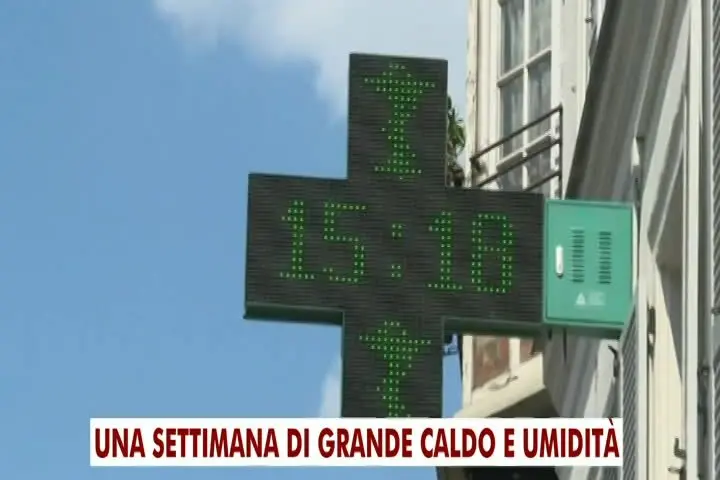 15:18
UNA SETTIMANA DI GRANDE CALDO E UMIDITÀ